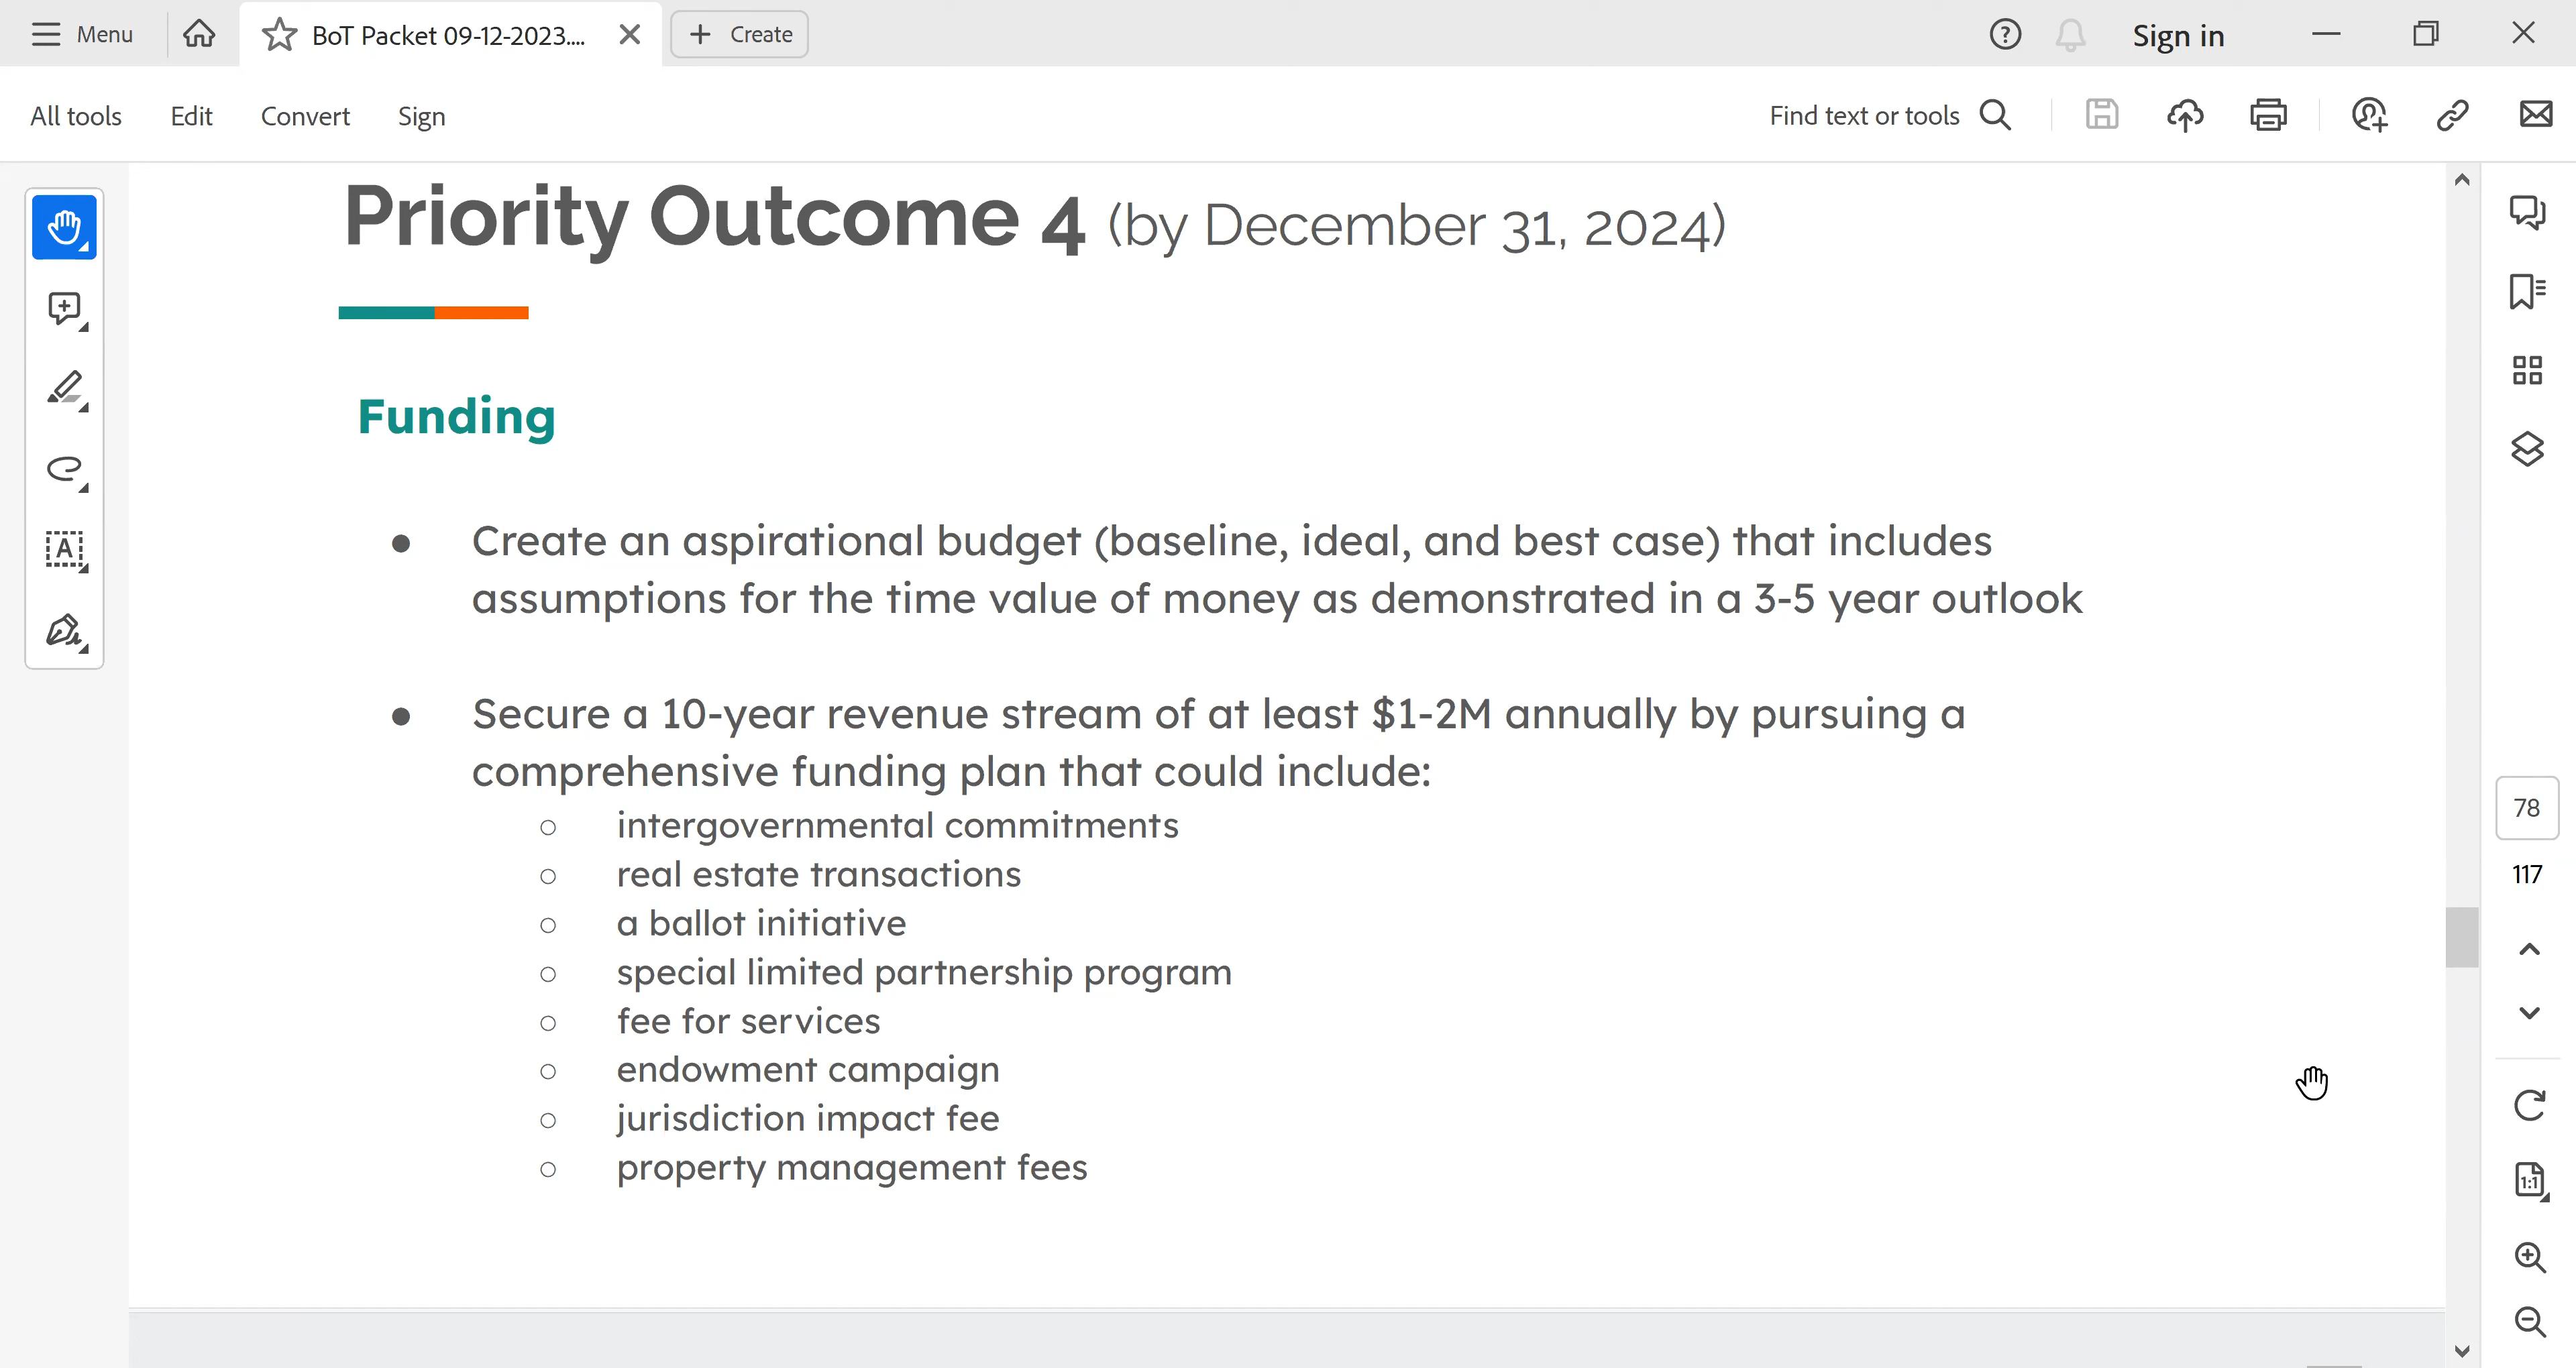 Menu
BoT Packet 09-12-2023....
Create
Sign in
All tools
Edit
Convert
Sign
Find text or tools
Priority Outcome 4 (by December 31, 2024)
Funding
● Create an aspirational budget (baseline, ideal, and best case) that includes
assumptions for the time value of money as demonstrated in a 3-5 year outlook
● Secure a 10-year revenue stream of at least $1-2M annually by pursuing a
comprehensive funding plan that could include:
○ intergovernmental commitments
○ real estate transactions
○ a ballot initiative
○ special limited partnership program
○ fee for services
○ endowment campaign
○ jurisdiction impact fee
○ property management fees
78
117
1:1